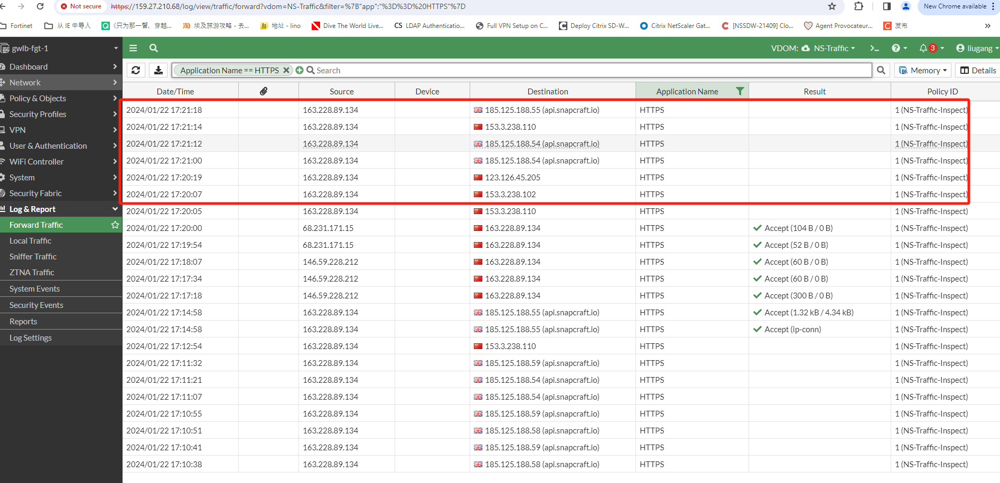 Not secure https://159.27.210.68/log/view/traffic/forward?vdom=NS-Traffic&filter=%7B"app":"%3D%3D%20HTTPS"%7D New Chrome available
Fortinet 从 IE 中导入 《只为那一瞥，穿越... 埃及旅游攻略 - 去... 地址 - lino Dive The World Live... CS LDAP Authenticatio... Full VPN Setup on C... Deploy Citrix SD-W... Citrix NetScaler Gat... [NSSDW-21409] Clo... Agent Provocateur... 发布 »
gwlb-fgt-1 VDOM: NS-Traffic >_ 3 liugang
Dashboard
Network
Policy & Objects
Security Profiles
VPN
User & Authentication
WiFi Controller
System
Security Fabric
Log & Report
Forward Traffic
Local Traffic
Sniffer Traffic
ZTNA Traffic
System Events
Security Events
Reports
Log Settings
Application Name == HTTPS Search Memory Details
Date/Time Source Device Destination Application Name Result Policy ID
2024/01/22 17:21:18 163.228.89.134 185.125.188.55 (api.snapcraft.io) HTTPS 1 (NS-Traffic-Inspect)
2024/01/22 17:21:14 163.228.89.134 153.3.238.110 HTTPS 1 (NS-Traffic-Inspect)
2024/01/22 17:21:12 163.228.89.134 185.125.188.54 (api.snapcraft.io) HTTPS 1 (NS-Traffic-Inspect)
2024/01/22 17:21:00 163.228.89.134 185.125.188.54 (api.snapcraft.io) HTTPS 1 (NS-Traffic-Inspect)
2024/01/22 17:20:19 163.228.89.134 123.126.45.205 HTTPS 1 (NS-Traffic-Inspect)
2024/01/22 17:20:07 163.228.89.134 153.3.238.102 HTTPS 1 (NS-Traffic-Inspect)
2024/01/22 17:20:05 163.228.89.134 153.3.238.110 HTTPS 1 (NS-Traffic-Inspect)
2024/01/22 17:20:00 68.231.171.15 163.228.89.134 HTTPS Accept (104 B / 0 B) 1 (NS-Traffic-Inspect)
2024/01/22 17:19:54 68.231.171.15 163.228.89.134 HTTPS Accept (52 B / 0 B) 1 (NS-Traffic-Inspect)
2024/01/22 17:18:07 146.59.228.212 163.228.89.134 HTTPS Accept (60 B / 0 B) 1 (NS-Traffic-Inspect)
2024/01/22 17:17:34 146.59.228.212 163.228.89.134 HTTPS Accept (60 B / 0 B) 1 (NS-Traffic-Inspect)
2024/01/22 17:17:18 146.59.228.212 163.228.89.134 HTTPS Accept (300 B / 0 B) 1 (NS-Traffic-Inspect)
2024/01/22 17:14:58 163.228.89.134 185.125.188.55 (api.snapcraft.io) HTTPS Accept (1.32 kB / 4.34 kB) 1 (NS-Traffic-Inspect)
2024/01/22 17:14:58 163.228.89.134 185.125.188.55 (api.snapcraft.io) HTTPS Accept (ip-conn) 1 (NS-Traffic-Inspect)
2024/01/22 17:12:54 163.228.89.134 153.3.238.110 HTTPS 1 (NS-Traffic-Inspect)
2024/01/22 17:11:32 163.228.89.134 185.125.188.59 (api.snapcraft.io) HTTPS 1 (NS-Traffic-Inspect)
2024/01/22 17:11:21 163.228.89.134 185.125.188.54 (api.snapcraft.io) HTTPS 1 (NS-Traffic-Inspect)
2024/01/22 17:11:07 163.228.89.134 185.125.188.54 (api.snapcraft.io) HTTPS 1 (NS-Traffic-Inspect)
2024/01/22 17:10:55 163.228.89.134 185.125.188.59 (api.snapcraft.io) HTTPS 1 (NS-Traffic-Inspect)
2024/01/22 17:10:51 163.228.89.134 185.125.188.58 (api.snapcraft.io) HTTPS 1 (NS-Traffic-Inspect)
2024/01/22 17:10:41 163.228.89.134 185.125.188.59 (api.snapcraft.io) HTTPS 1 (NS-Traffic-Inspect)
2024/01/22 17:10:38 163.228.89.134 185.125.188.58 (api.snapcraft.io) HTTPS 1 (NS-Traffic-Inspect)